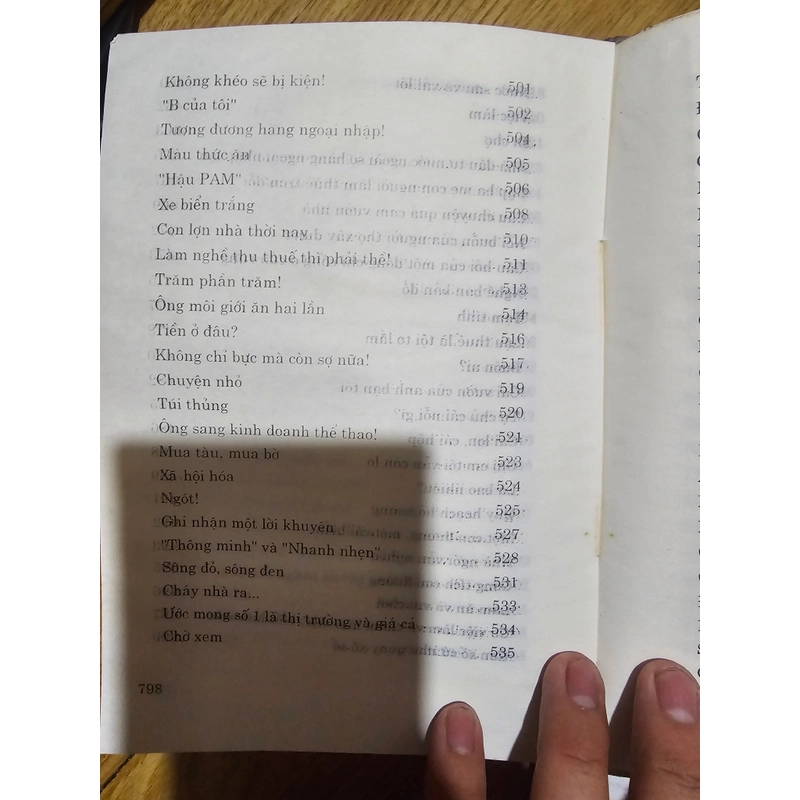 Không khéo sẽ bị kiện! 501
"B của tôi" 502
Tương đương hang ngoại nhập! 504
Màu thức ăn 505
"Hậu PAM" 506
Xe biển trắng 508
Con lợn nhà thời nay 510
Làm nghề thu thuế thì phải thế! 511
Trăm phần trăm! 513
Ông môi giới ăn hai lần 514
Tiền ở đâu? 516
Không chỉ bực mà còn sợ nữa! 517
Chuyện nhỏ 519
Túi thủng 520
Ông sang kinh doanh thể thao! 521
Mua tàu, mua bờ 523
Xã hội hóa 524
Ngót! 525
Ghi nhận một lời khuyên 527
"Thông minh" và "Nhanh nhẹn" 528
Sông đỏ, sông đen 531
Cháy nhà ra... 533
Ước mong số 1 là thị trường và giá cả 534
Chờ xem 535
798